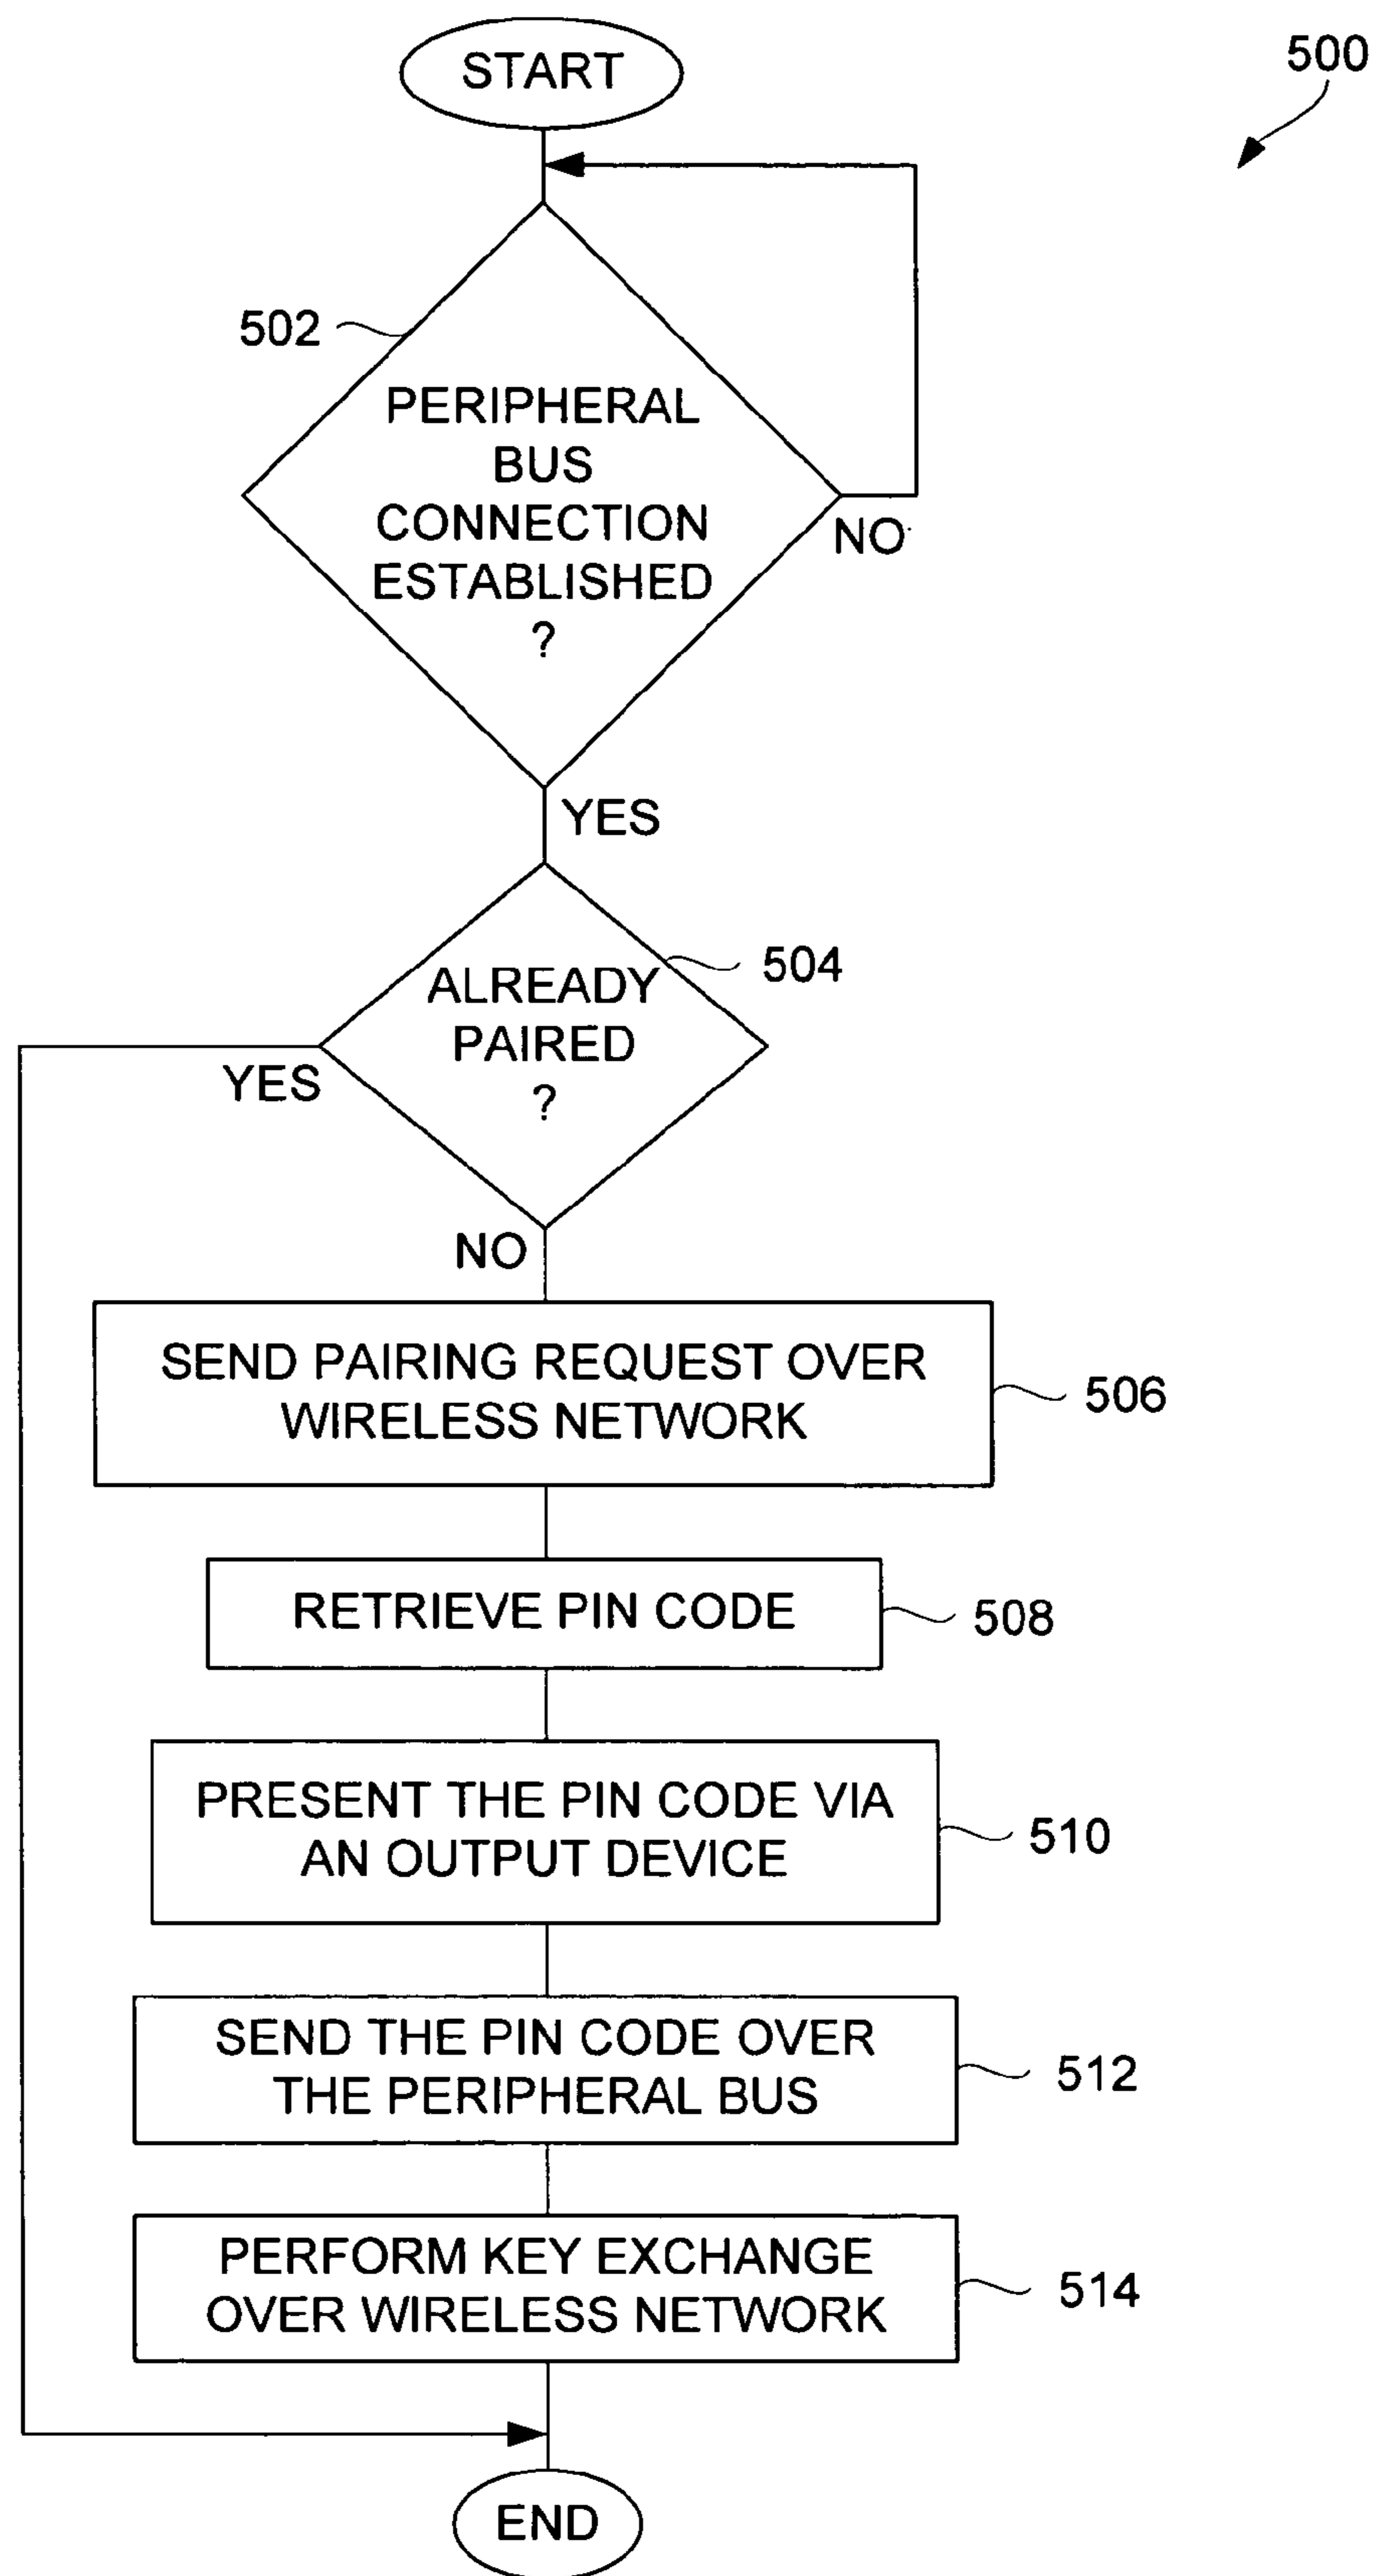 START
500
502
PERIPHERAL
BUS
CONNECTION
ESTABLISHED
?
NO
YES
504
ALREADY
PAIRED
?
YES
NO
SEND PAIRING REQUEST OVER
WIRELESS NETWORK
506
RETRIEVE PIN CODE
508
PRESENT THE PIN CODE VIA
AN OUTPUT DEVICE
510
SEND THE PIN CODE OVER
THE PERIPHERAL BUS
512
PERFORM KEY EXCHANGE
OVER WIRELESS NETWORK
514
END